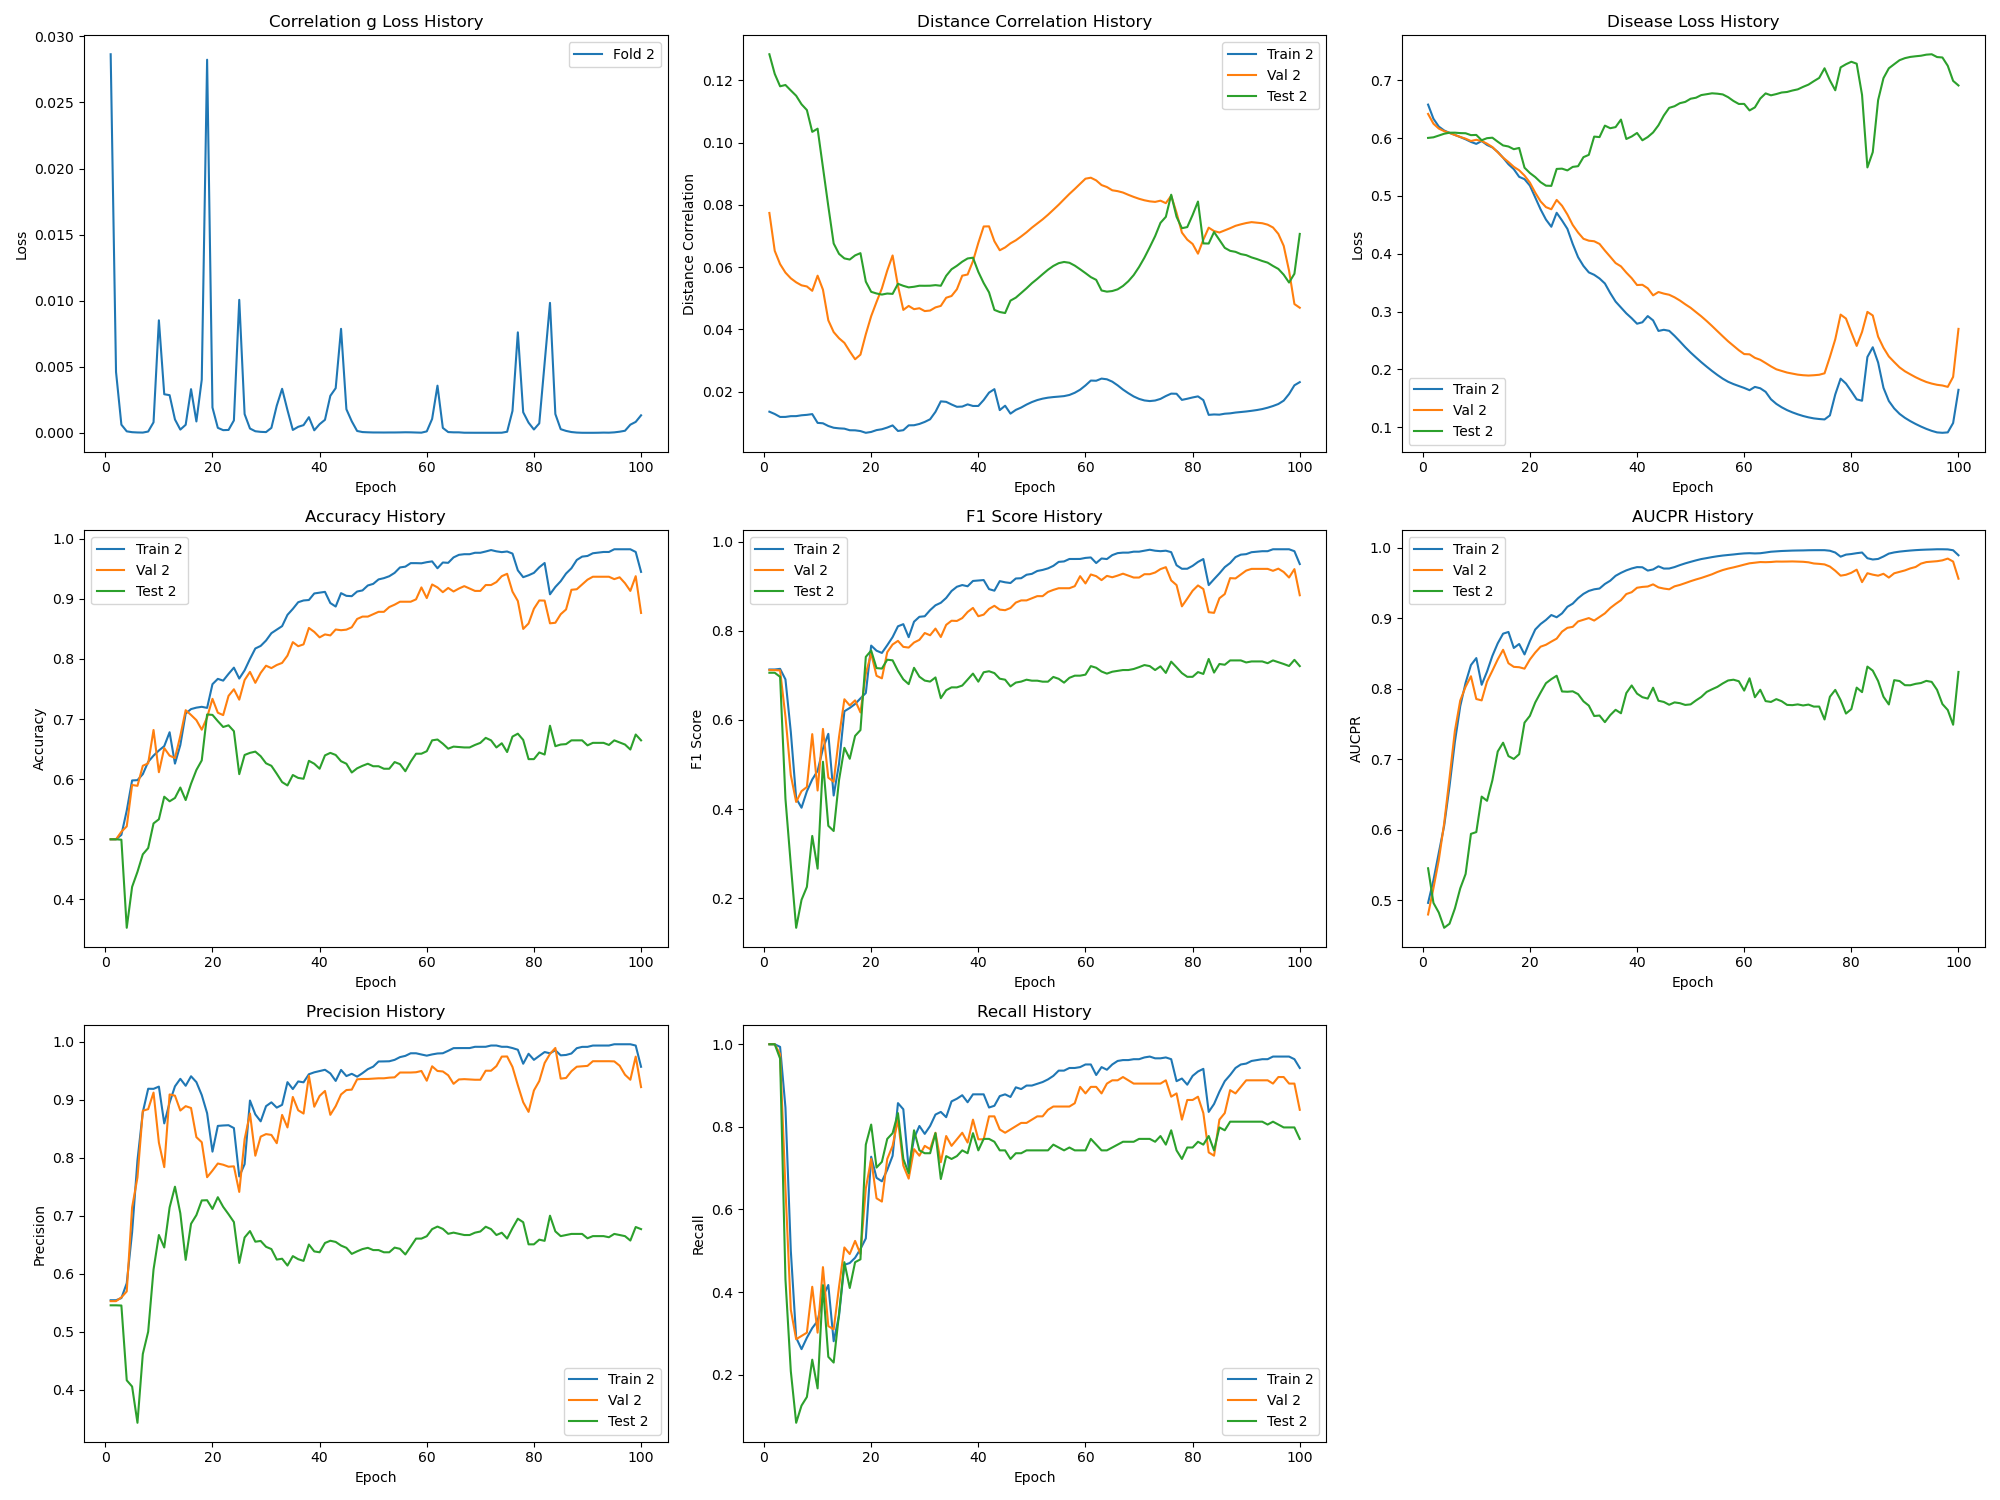 Correlation g Loss History
Loss
0.030
0.025
0.020
0.015
0.010
0.005
0.000
0 20 40 60 80 100
Epoch
Fold 2
Distance Correlation History
Distance Correlation
0.12
0.10
0.08
0.06
0.04
0.02
0 20 40 60 80 100
Epoch
Train 2
Val 2
Test 2
Disease Loss History
Loss
0.7
0.6
0.5
0.4
0.3
0.2
0.1
0 20 40 60 80 100
Epoch
Train 2
Val 2
Test 2
Accuracy History
Accuracy
1.0
0.9
0.8
0.7
0.6
0.5
0.4
0 20 40 60 80 100
Epoch
Train 2
Val 2
Test 2
F1 Score History
F1 Score
1.0
0.8
0.6
0.4
0.2
0 20 40 60 80 100
Epoch
Train 2
Val 2
Test 2
AUCPR History
AUCPR
1.0
0.9
0.8
0.7
0.6
0.5
0 20 40 60 80 100
Epoch
Train 2
Val 2
Test 2
Precision History
Precision
1.0
0.9
0.8
0.7
0.6
0.5
0.4
0 20 40 60 80 100
Epoch
Train 2
Val 2
Test 2
Recall History
Recall
1.0
0.8
0.6
0.4
0.2
0 20 40 60 80 100
Epoch
Train 2
Val 2
Test 2